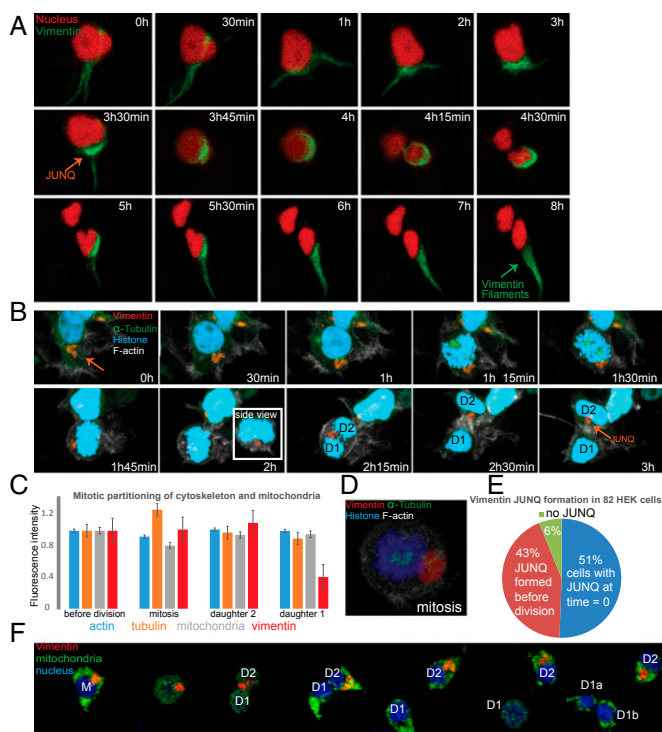 A
Nucleus
Vimentin
0h
30min
1h
2h
3h
3h30min
3h45min
4h
4h15min
4h30min
JUNQ
5h
5h30min
6h
7h
8h
Vimentin
Filaments
B
Vimentin
α-Tubulin
Histone
F-actin
0h
30min
1h
1h 15min
1h30min
1h45min
side view
2h
D2
D1
2h15min
D2
D1
2h30min
D2
D1
JUNQ
3h
C
Mitotic partitioning of cytoskeleton and mitochondria
Fluorescence intensity
1.2
0.8
0.4
before division
mitosis
daughter 2
daughter 1
actin tubulin mitochondria vimentin
D
Vimentin α-Tubulin
Histone F-actin
mitosis
E
Vimentin JUNQ formation in 82 HEK cells
no JUNQ
6%
43%
JUNQ
formed
before
division
51%
cells with
JUNQ at
time = 0
F
Vimentin
mitochondria
nucleus
M
D2
D1
D2
D1
D2
D1
D2
D1
D2
D1a
D1b